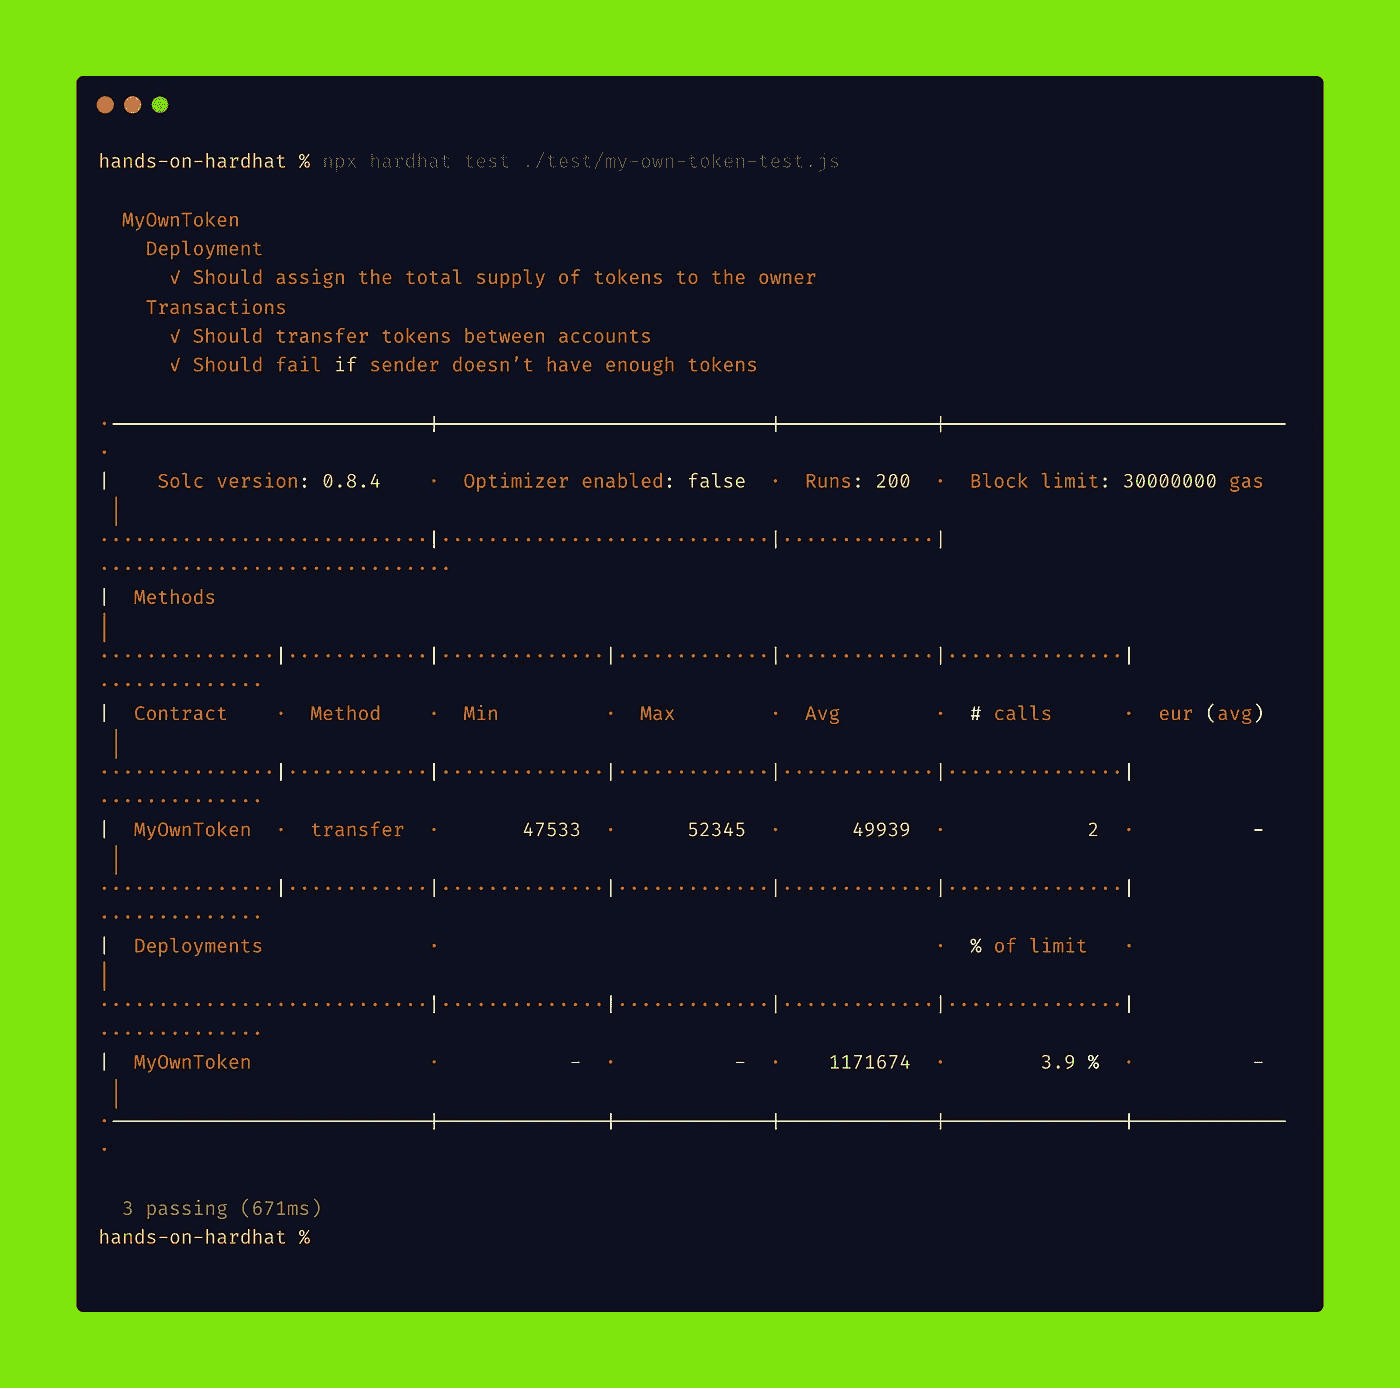 hands-on-hardhat % npx hardhat test ./test/my-own-token-test.js
MyOwnToken
Deployment
√ Should assign the total supply of tokens to the owner
Transactions
√ Should transfer tokens between accounts
√ Should fail if sender doesn’t have enough tokens
| Solc version: 0.8.4 · Optimizer enabled: false · Runs: 200 · Block limit: 30000000 gas
| Methods
| Contract · Method · Min · Max · Avg · # calls · eur (avg)
| MyOwnToken · transfer · 47533 · 52345 · 49939 · 2 · -
| Deployments · · % of limit ·
| MyOwnToken · - · - · 1171674 · 3.9 % · -
3 passing (671ms)
hands-on-hardhat %